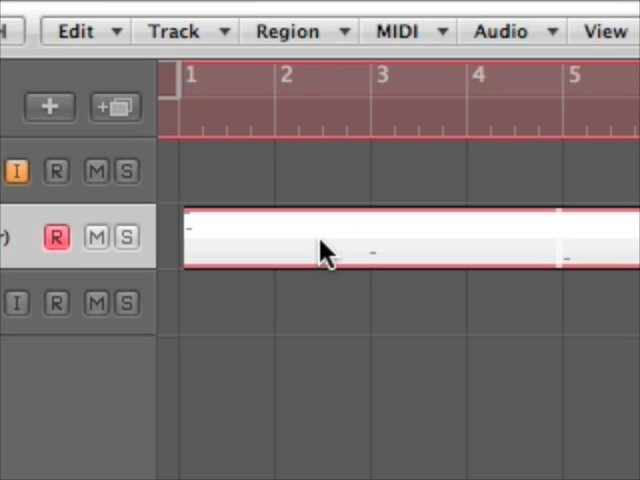 Edit Track Region MIDI Audio View
1 2 3 4 5
+ +
I R M S
R M S
I R M S